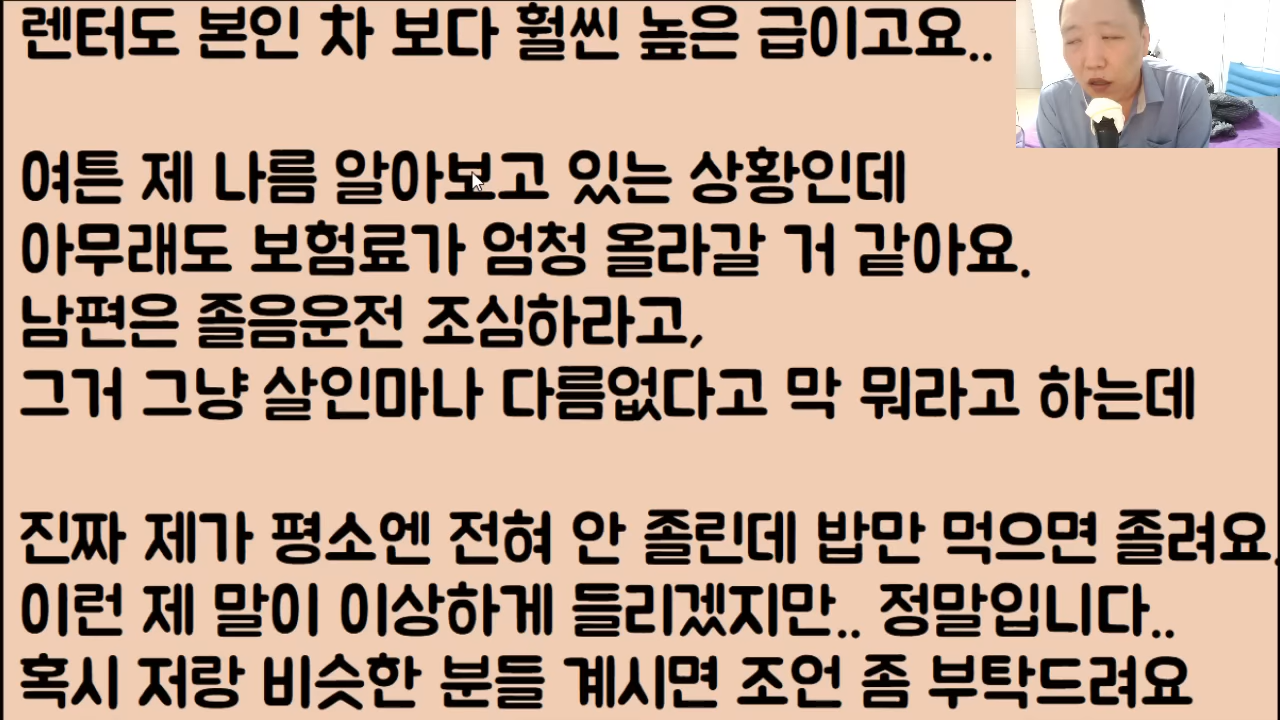 렌터도 본인 차 보다 훨씬 높은 급이고요..
여튼 제 나름 알아보고 있는 상황인데
아무래도 보험료가 엄청 올라갈 거 같아요.
남편은 졸음운전 조심하라고,
그거 그냥 살인마나 다름없다고 막 뭐라고 하는데
진짜 제가 평소엔 전혀 안 졸린데 밥만 먹으면 졸려요.
이런 제 말이 이상하게 들리겠지만.. 정말입니다..
혹시 저랑 비슷한 분들 계시면 조언 좀 부탁드려요